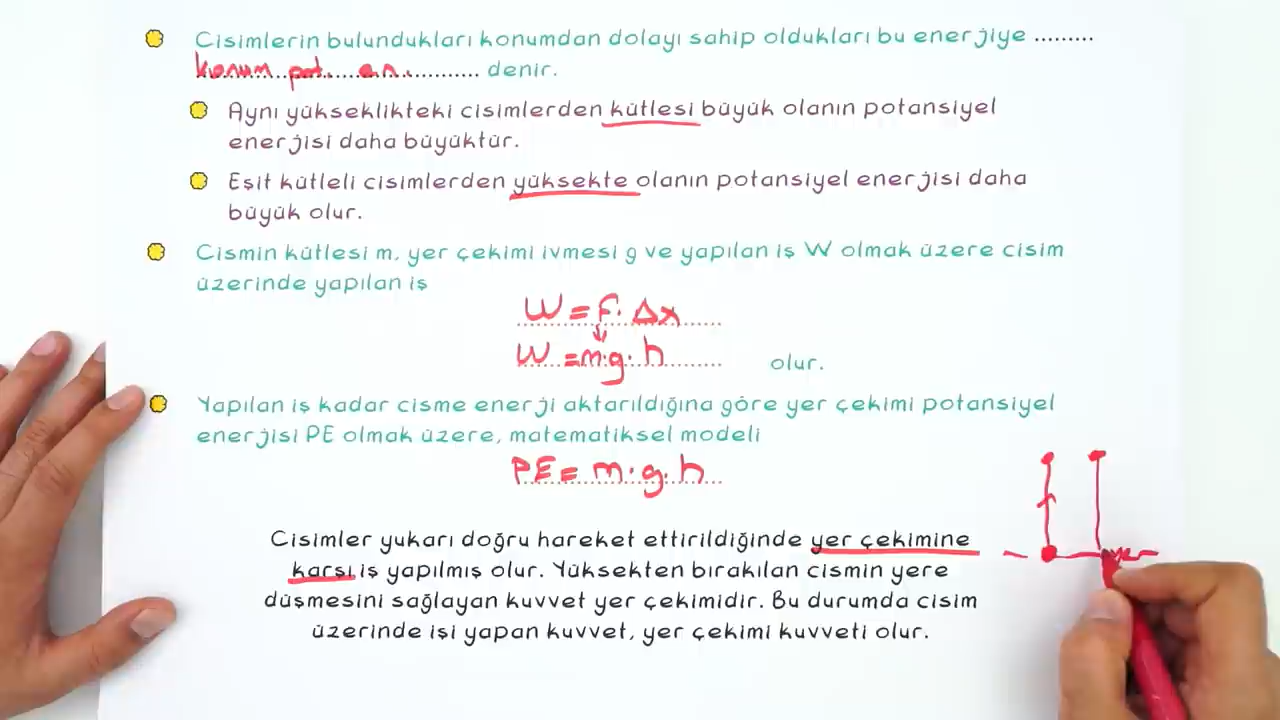 Cisimlerin bulundukları konumdan dolayı sahip oldukları bu enerjiye .........
konum pot. en. ............ denir.
Aynı yükseklikteki cisimlerden kütlesi büyük olanın potansiyel
enerjisi daha büyüktür.
Eşit kütleli cisimlerden yüksekte olanın potansiyel enerjisi daha
büyük olur.
Cismin kütlesi m, yer çekimi ivmesi g ve yapılan iş W olmak üzere cisim
üzerinde yapılan iş
W = F. Δx
W = m.g.h olur.
Yapılan iş kadar cisme enerji aktarıldığına göre yer çekimi potansiyel
enerjisi PE olmak üzere, matematiksel modeli
PE = m.g.h
Cisimler yukarı doğru hareket ettirildiğinde yer çekimine
karşı iş yapılmış olur. Yüksekten bırakılan cismin yere
düşmesini sağlayan kuvvet yer çekimidir. Bu durumda cisim
üzerinde işi yapan kuvvet, yer çekimi kuvveti olur.